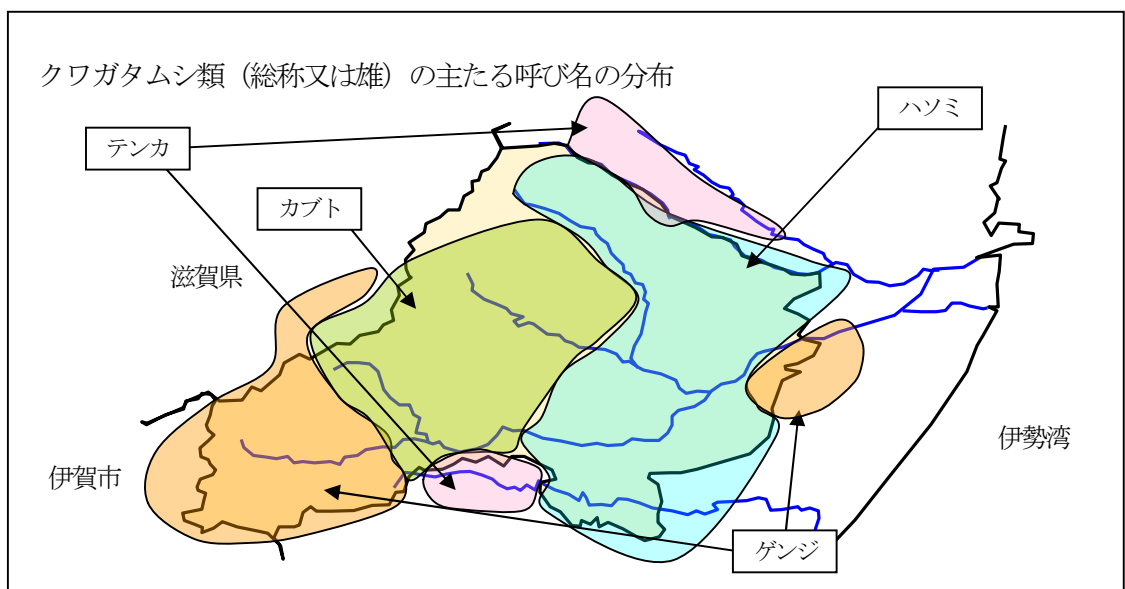 クワガタムシ類（総称又は雄）の主たる呼び名の分布
ハソミ
テンカ
カブト
滋賀県
伊勢湾
伊賀市
ゲンジ